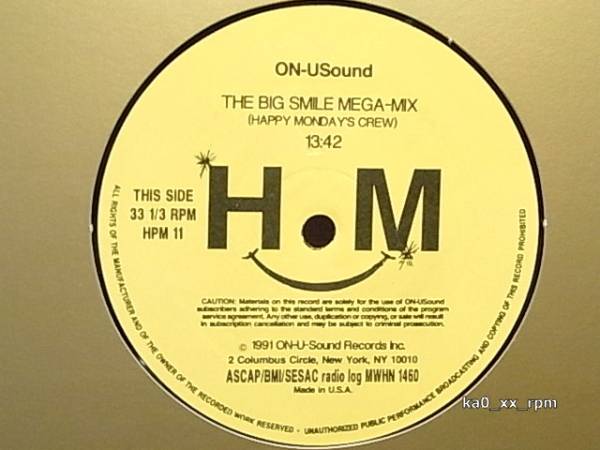 ON-USound
THE BIG SMILE MEGA-MIX
(HAPPY MONDAY'S CREW)
13:42
H M
THIS SIDE
33 1/3 RPM
HPM 11
CAUTION: Materials on this record are solely for the use of ON-USound
subscribers adhering to the standard terms and conditions of the program
service agreement. Any other use, duplication or copying, or sale will result
in subscription cancellation and may be subject to criminal prosecution.
© 1991 ON-U-Sound Records Inc.
2 Columbus Circle, New York, NY 10010
ASCAP/BMI/SESAC radio log MWHN 1460
Made in U.S.A.
ALL RIGHTS OF THE MANUFACTURER AND OF THE OWNER OF THE RECORDED WORK RESERVED - UNAUTHORIZED PUBLIC PERFORMANCE BROADCASTING AND COPYING OF THIS RECORD PROHIBITED
ka0_xx_rpm